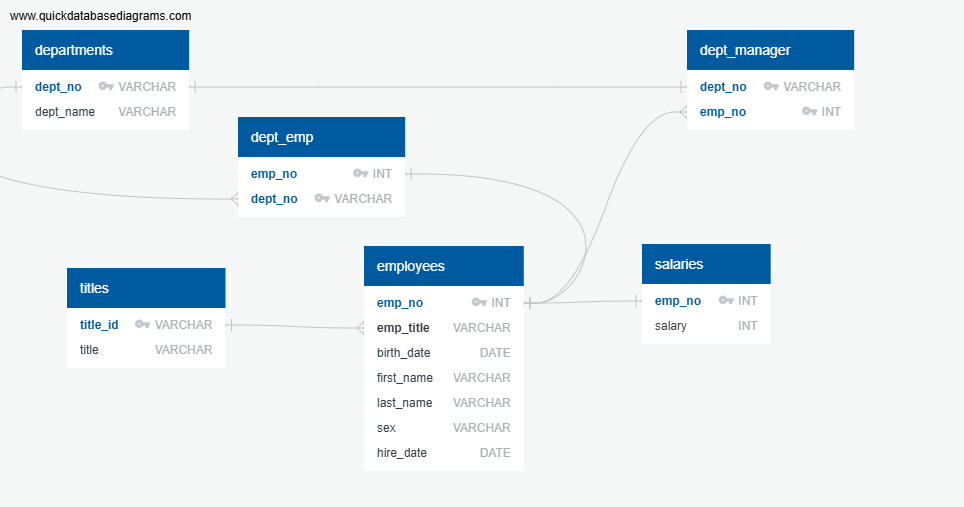 www.quickdatabasediagrams.com
departments
dept_no VARCHAR
dept_name VARCHAR
dept_manager
dept_no VARCHAR
emp_no INT
dept_emp
emp_no INT
dept_no VARCHAR
titles
title_id VARCHAR
title VARCHAR
employees
emp_no INT
emp_title VARCHAR
birth_date DATE
first_name VARCHAR
last_name VARCHAR
sex VARCHAR
hire_date DATE
salaries
emp_no INT
salary INT